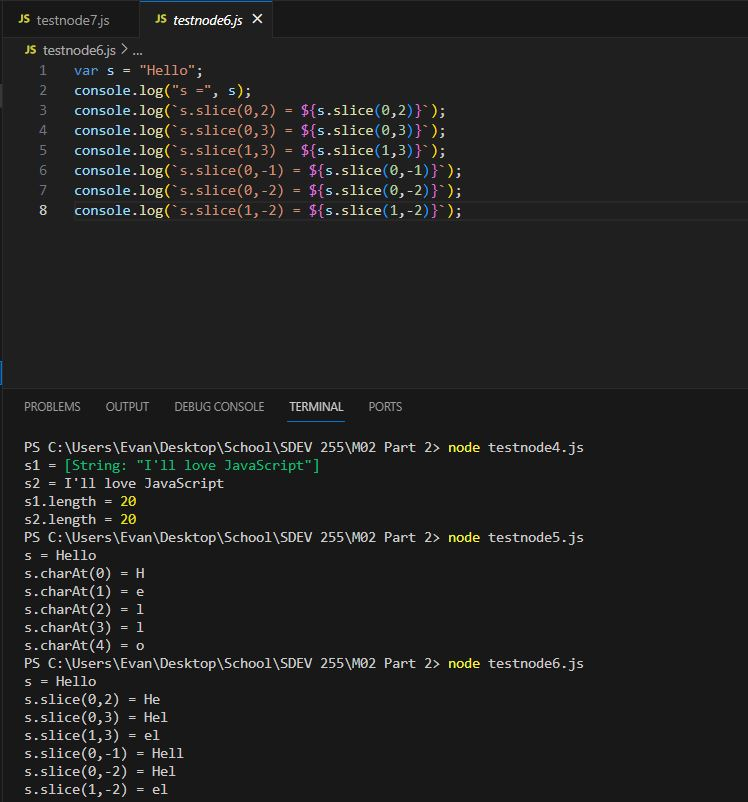 JS testnode7.js JS testnode6.js ×
JS testnode6.js > ...
1 var s = "Hello";
2 console.log("s =", s);
3 console.log(`s.slice(0,2) = ${s.slice(0,2)}`);
4 console.log(`s.slice(0,3) = ${s.slice(0,3)}`);
5 console.log(`s.slice(1,3) = ${s.slice(1,3)}`);
6 console.log(`s.slice(0,-1) = ${s.slice(0,-1)}`);
7 console.log(`s.slice(0,-2) = ${s.slice(0,-2)}`);
8 console.log(`s.slice(1,-2) = ${s.slice(1,-2)}`);
PROBLEMS OUTPUT DEBUG CONSOLE TERMINAL PORTS
PS C:\Users\Evan\Desktop\School\SDEV 255\M02 Part 2> node testnode4.js
s1 = [String: "I'll love JavaScript"]
s2 = I'll love JavaScript
s1.length = 20
s2.length = 20
PS C:\Users\Evan\Desktop\School\SDEV 255\M02 Part 2> node testnode5.js
s = Hello
s.charAt(0) = H
s.charAt(1) = e
s.charAt(2) = l
s.charAt(3) = l
s.charAt(4) = o
PS C:\Users\Evan\Desktop\School\SDEV 255\M02 Part 2> node testnode6.js
s = Hello
s.slice(0,2) = He
s.slice(0,3) = Hel
s.slice(1,3) = el
s.slice(0,-1) = Hell
s.slice(0,-2) = Hel
s.slice(1,-2) = el